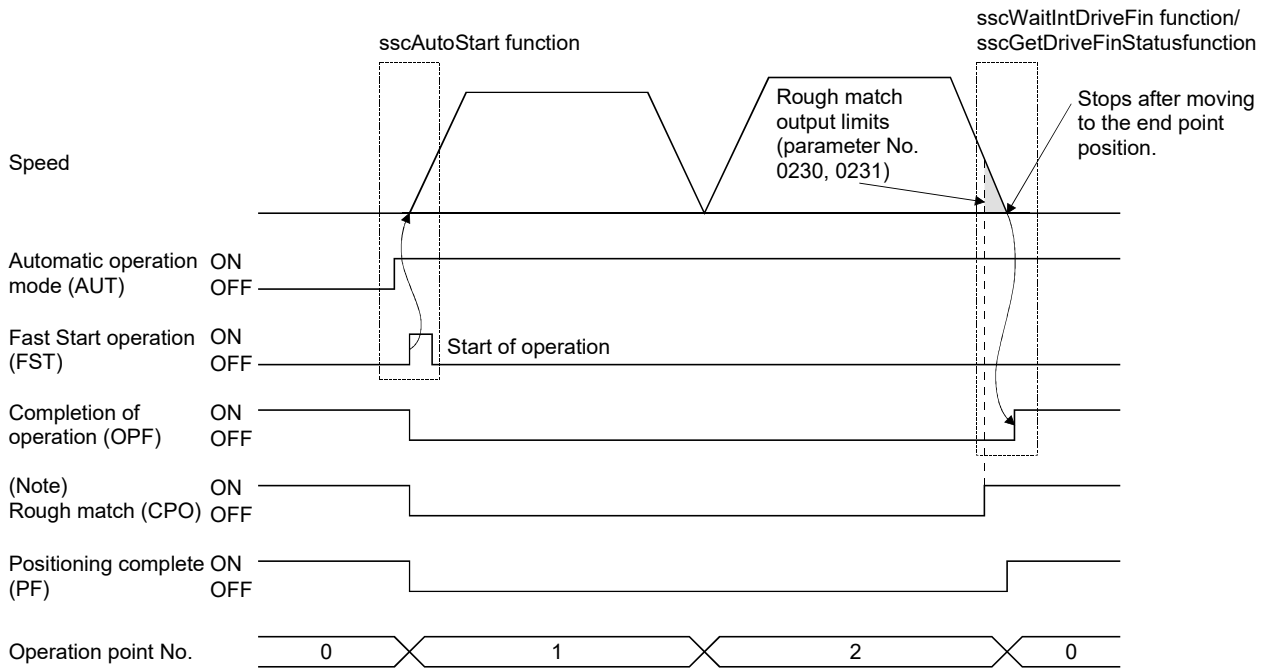 sscWaitIntDriveFin function/
sscGetDriveFinStatusfunction
sscAutoStart function
Rough match
output limits
(parameter No.
0230, 0231)
Stops after moving
to the end point
position.
Speed
Automatic operation ON
mode (AUT) OFF
Fast Start operation ON
(FST) OFF
Start of operation
Completion of ON
operation (OPF) OFF
(Note) ON
Rough match (CPO) OFF
Positioning complete ON
(PF) OFF
Operation point No. 0 1 2 0